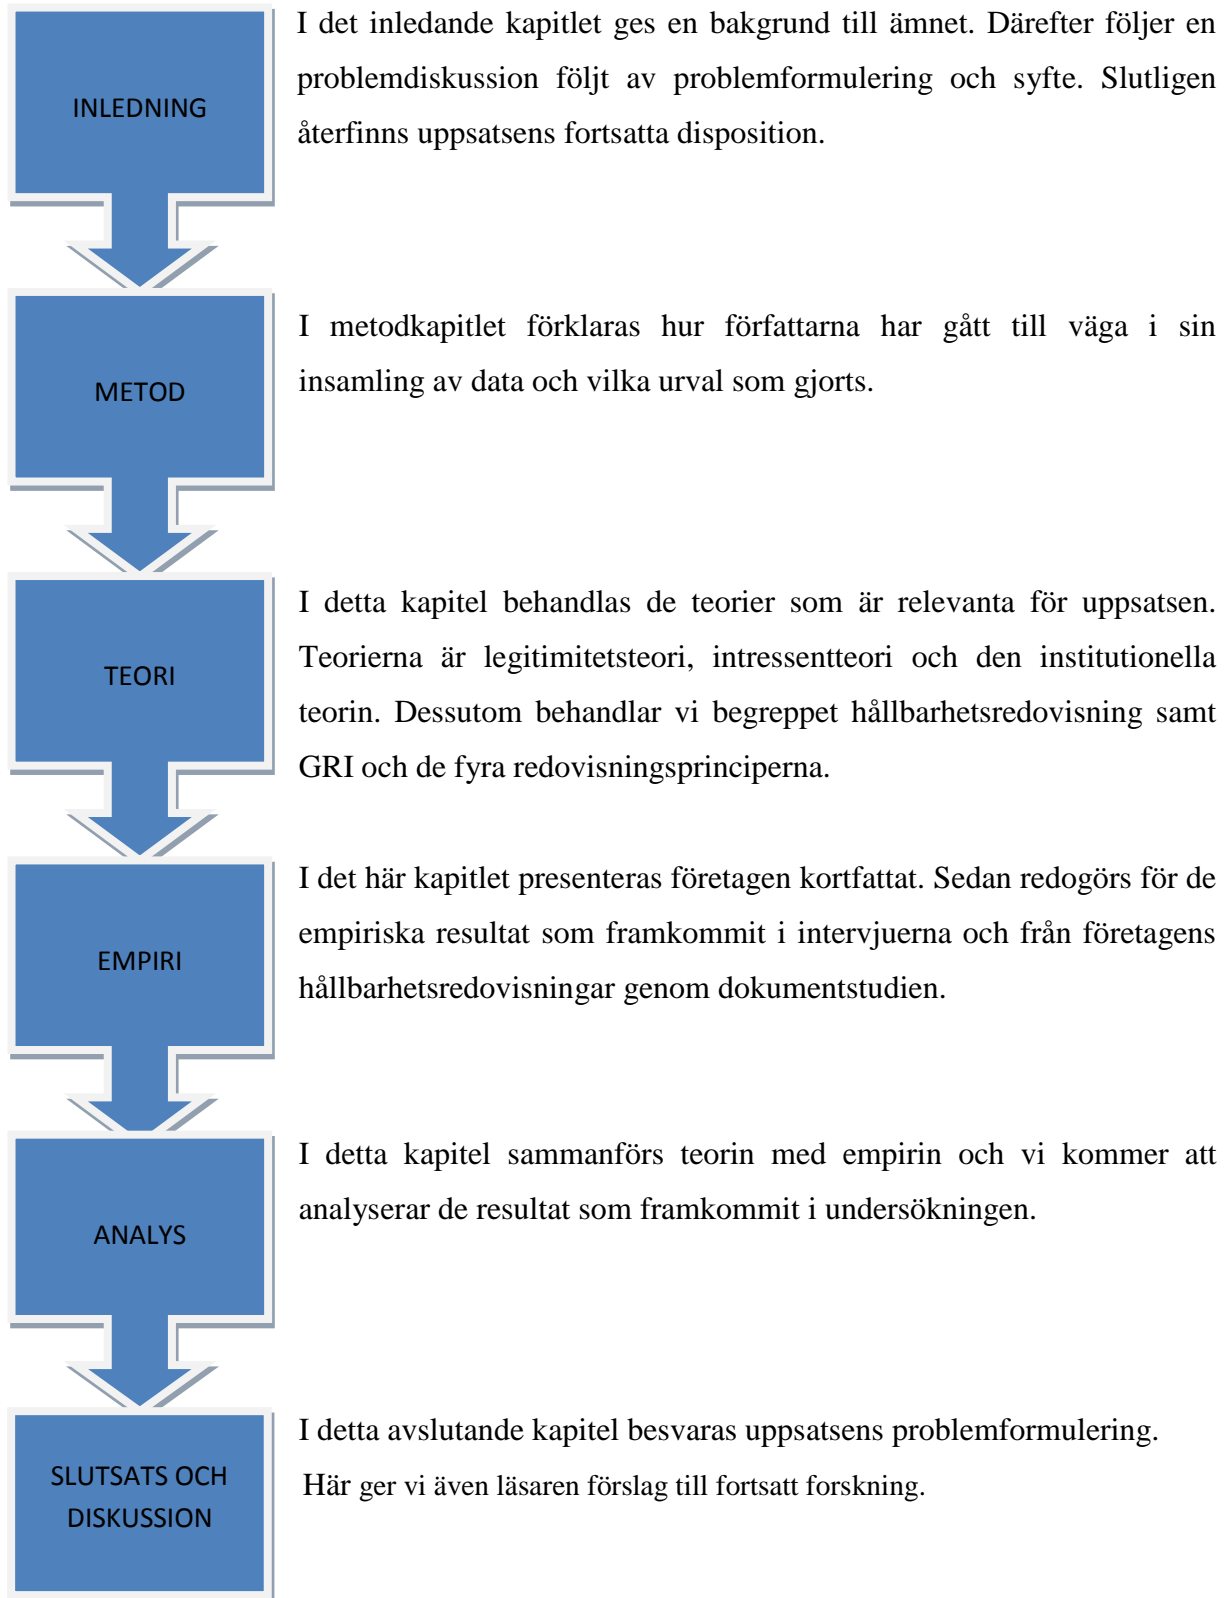 INLEDNING
I det inledande kapitlet ges en bakgrund till ämnet. Därefter följer en
problemdiskussion följt av problemformulering och syfte. Slutligen
återfinns uppsatsens fortsatta disposition.
METOD
I metodkapitlet förklaras hur författarna har gått till väga i sin
insamling av data och vilka urval som gjorts.
TEORI
I detta kapitel behandlas de teorier som är relevanta för uppsatsen.
Teorierna är legitimitetsteori, intressentteori och den institutionella
teorin. Dessutom behandlar vi begreppet hållbarhetsredovisning samt
GRI och de fyra redovisningsprinciperna.
EMPIRI
I det här kapitlet presenteras företagen kortfattat. Sedan redogörs för de
empiriska resultat som framkommit i intervjuerna och från företagens
hållbarhetsredovisningar genom dokumentstudien.
ANALYS
I detta kapitel sammanförs teorin med empirin och vi kommer att
analyserar de resultat som framkommit i undersökningen.
SLUTSATS OCH
DISKUSSION
I detta avslutande kapitel besvaras uppsatsens problemformulering.
Här ger vi även läsaren förslag till fortsatt forskning.